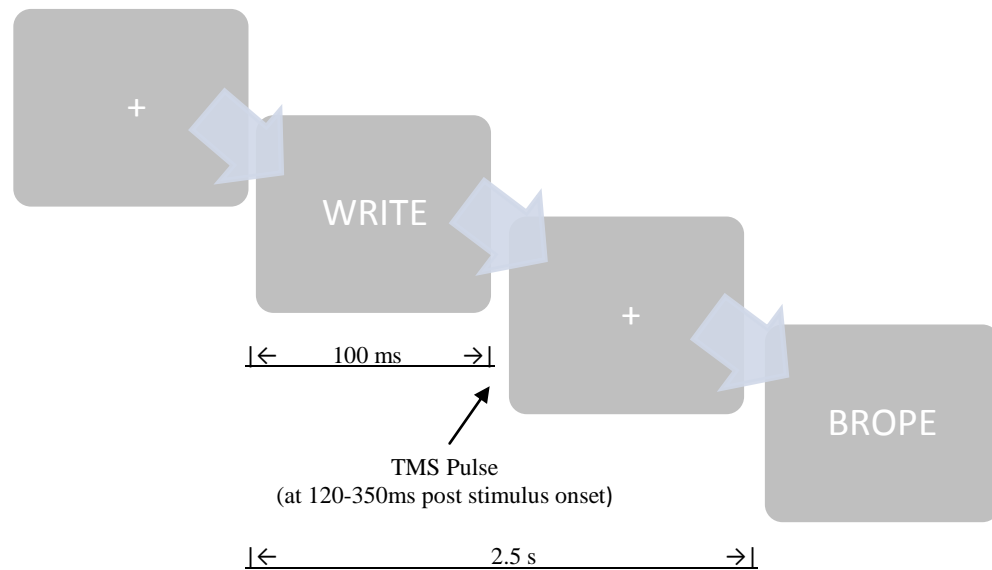 +
WRITE
+
BROPE
|← 100 ms →|
TMS Pulse
(at 120-350ms post stimulus onset)
|← 2.5 s →|